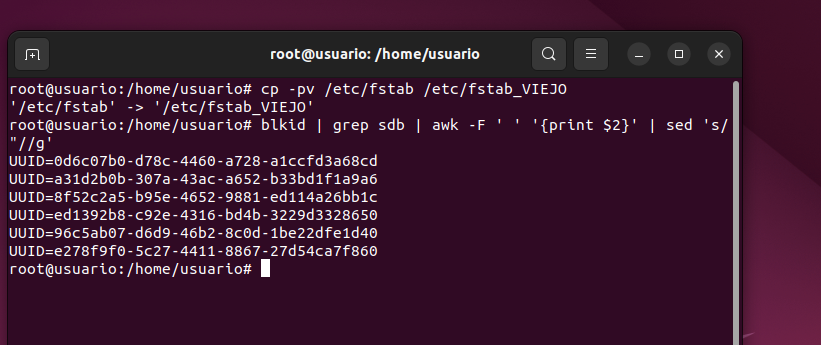 root@usuario: /home/usuario
root@usuario:/home/usuario# cp -pv /etc/fstab /etc/fstab_VIEJO
'/etc/fstab' -> '/etc/fstab_VIEJO'
root@usuario:/home/usuario# blkid | grep sdb | awk -F ' ' '{print $2}' | sed 's/
"//g'
UUID=0d6c07b0-d78c-4460-a728-a1ccfd3a68cd
UUID=a31d2b0b-307a-43ac-a652-b33bd1f1a9a6
UUID=8f52c2a5-b95e-4652-9881-ed114a26bb1c
UUID=ed1392b8-c92e-4316-bd4b-3229d3328650
UUID=96c5ab07-d6d9-46b2-8c0d-1be22dfe1d40
UUID=e278f9f0-5c27-4411-8867-27d54ca7f860
root@usuario:/home/usuario#